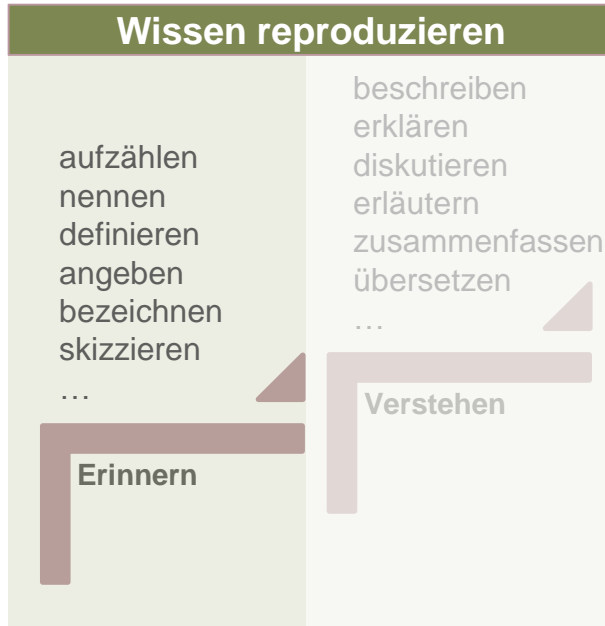 Wissen reproduzieren
aufzählen
nennen
definieren
angeben
bezeichnen
skizzieren
…
Erinnern
beschreiben
erklären
diskutieren
erläutern
zusammenfassen
übersetzen
…
Verstehen